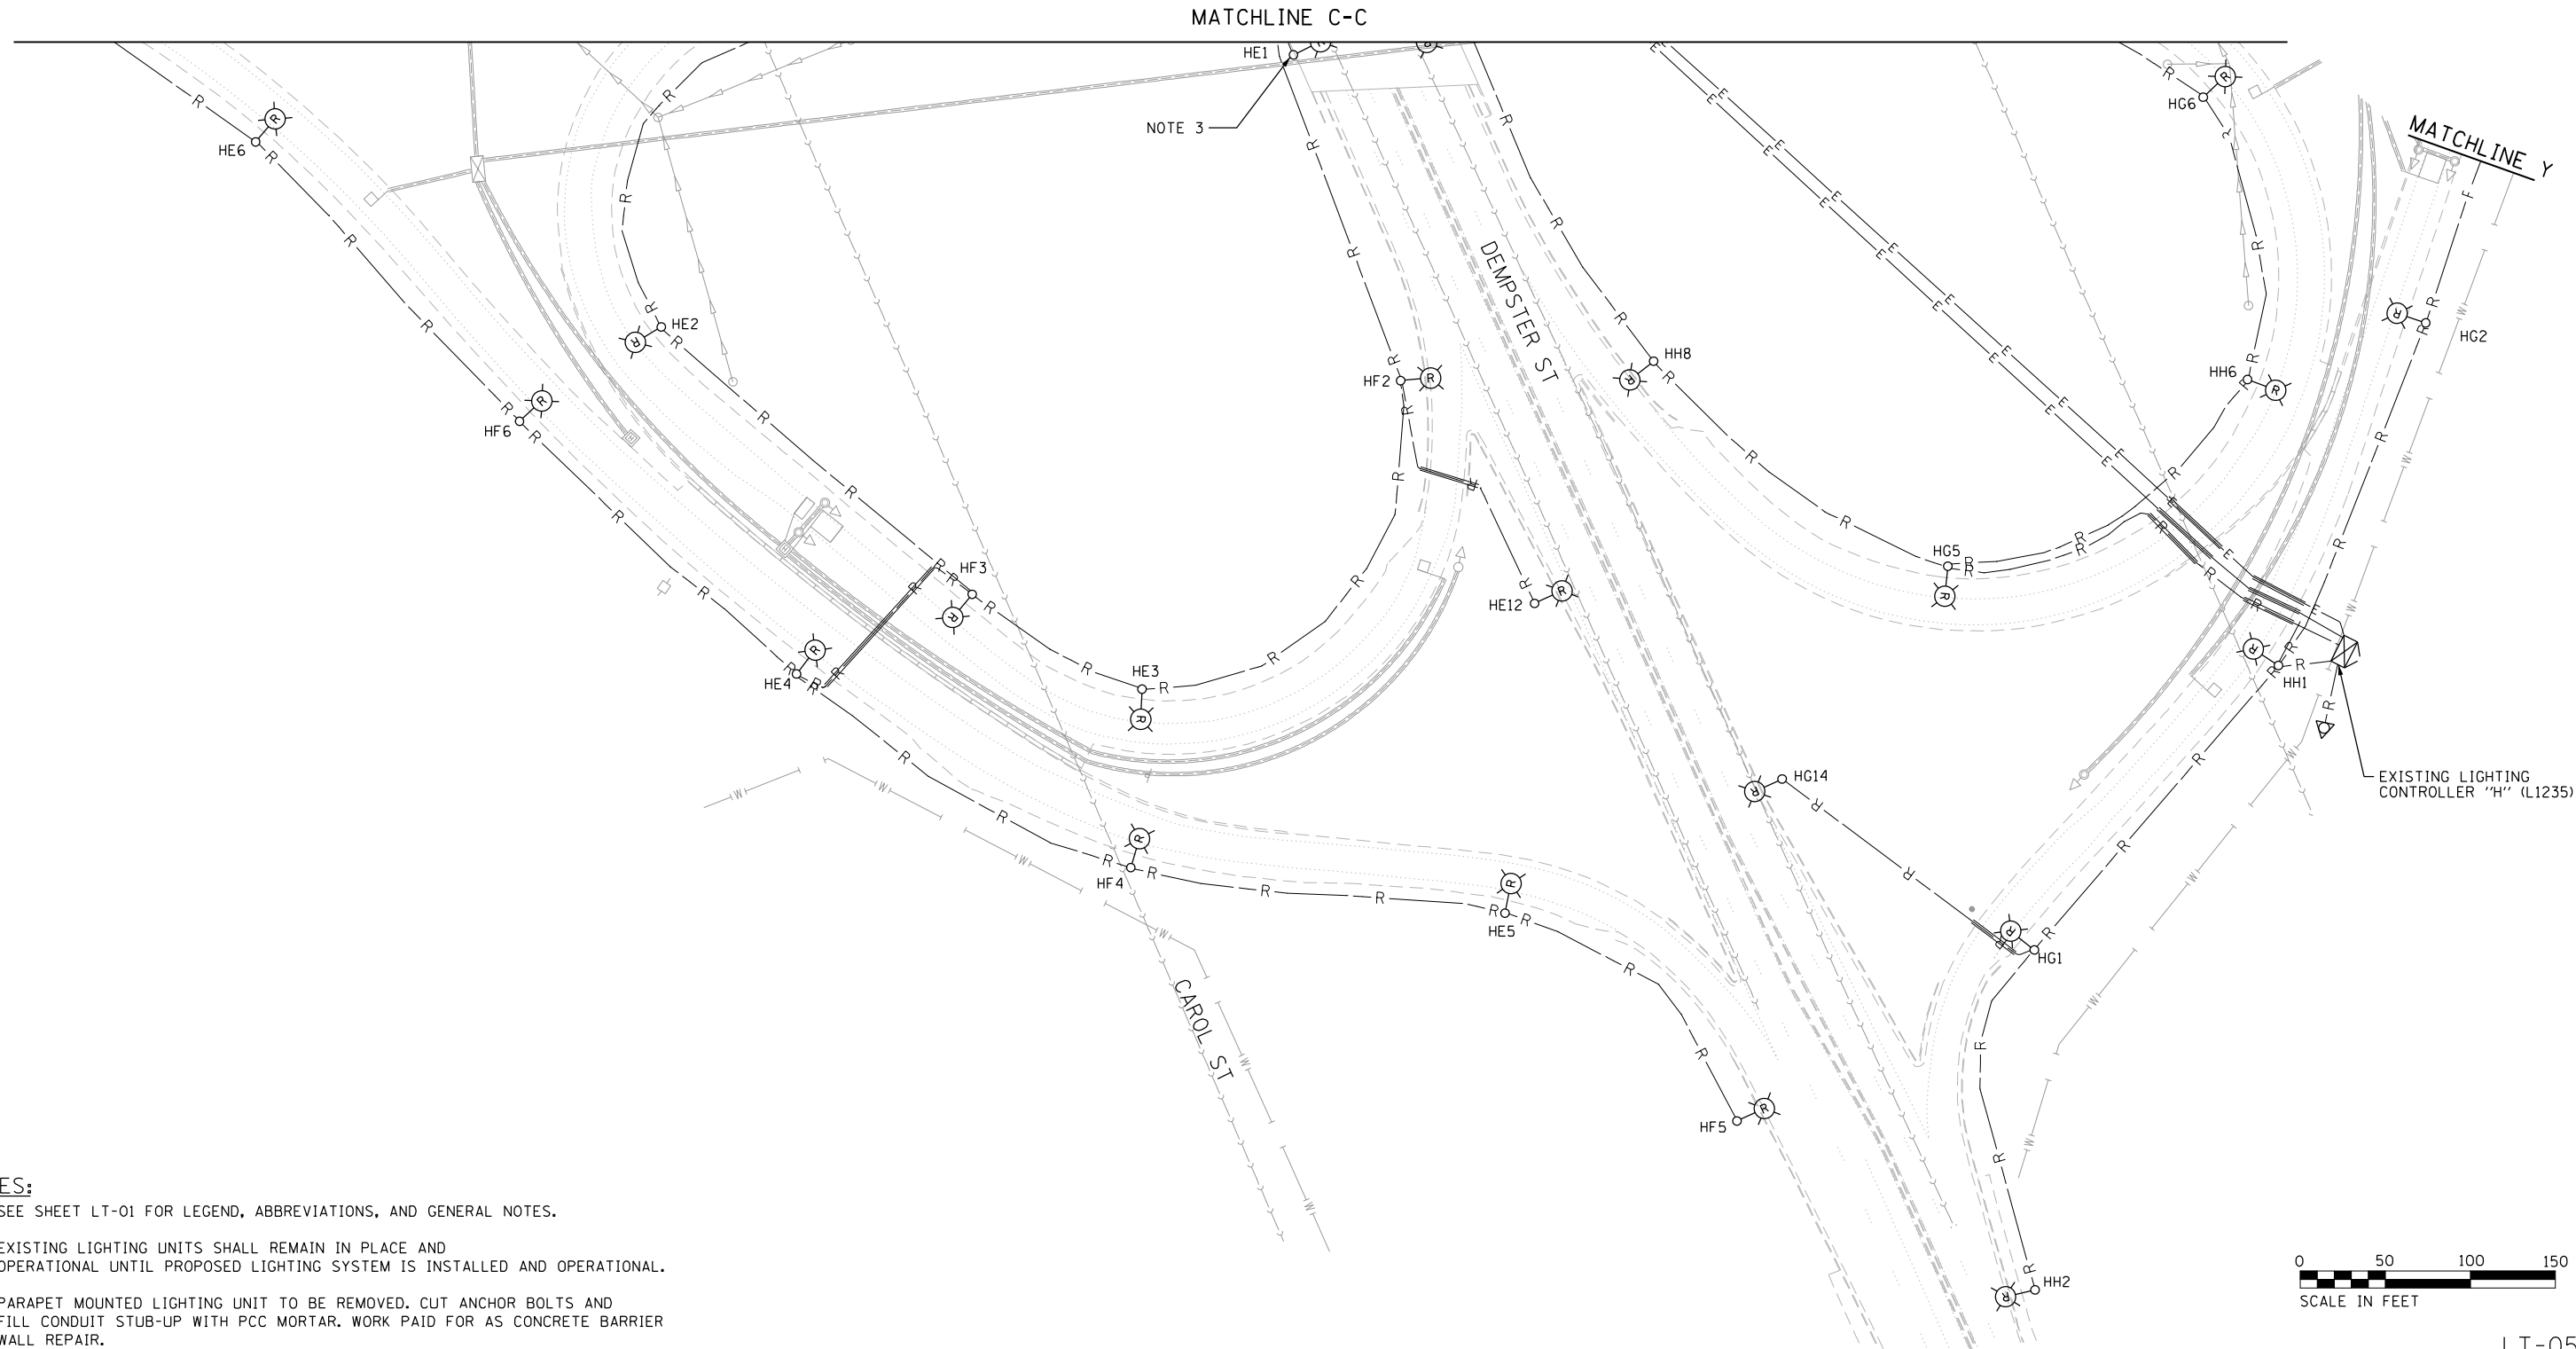 MATCHLINE C-C
HE1
NOTE 3
HE6
HG6
MATCHLINE Y
HE2
HG2
DEMPSTER ST
HH8
HF2
HH6
HF6
HF3
HG5
HE12
HE3
HE4
HH1
HG14
EXISTING LIGHTING
CONTROLLER "H" (L1235)
HF4
HE5
HG1
CAROL ST
HF5
HH2
ES:
SEE SHEET LT-01 FOR LEGEND, ABBREVIATIONS, AND GENERAL NOTES.
EXISTING LIGHTING UNITS SHALL REMAIN IN PLACE AND
OPERATIONAL UNTIL PROPOSED LIGHTING SYSTEM IS INSTALLED AND OPERATIONAL.
PARAPET MOUNTED LIGHTING UNIT TO BE REMOVED. CUT ANCHOR BOLTS AND
FILL CONDUIT STUB-UP WITH PCC MORTAR. WORK PAID FOR AS CONCRETE BARRIER
WALL REPAIR.
0 50 100 150
SCALE IN FEET
LT-05